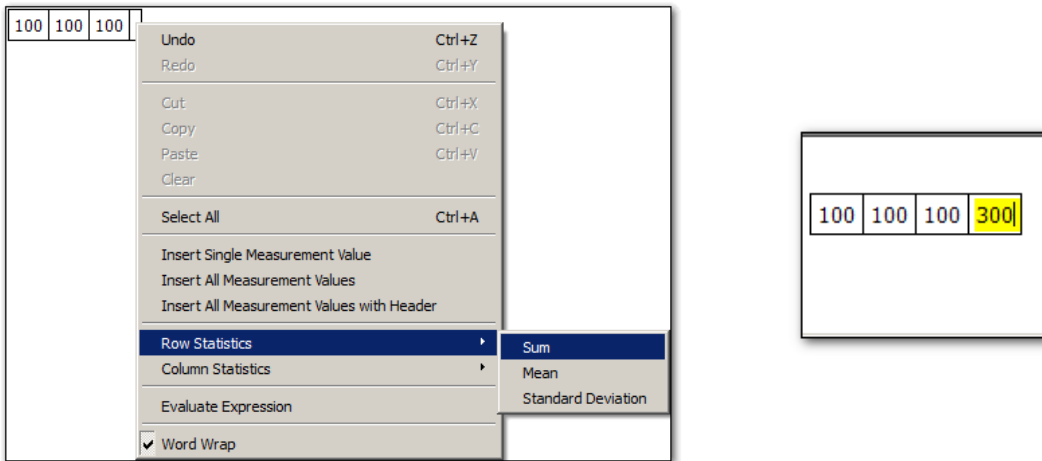 100 100 100
Undo Ctrl+Z
Redo Ctrl+Y
Cut Ctrl+X
Copy Ctrl+C
Paste Ctrl+V
Clear
Select All Ctrl+A
Insert Single Measurement Value
Insert All Measurement Values
Insert All Measurement Values with Header
Row Statistics
Column Statistics
Evaluate Expression
Word Wrap
Sum
Mean
Standard Deviation
100 100 100 300